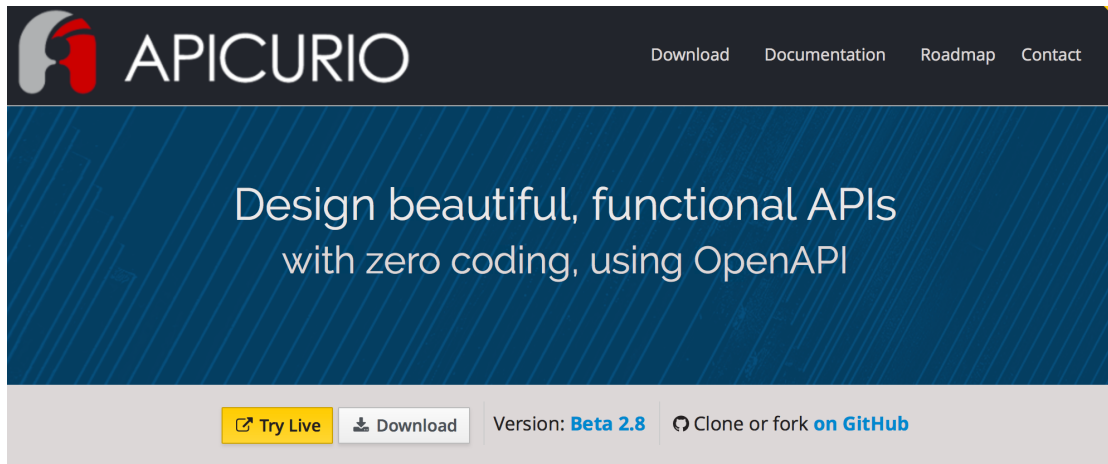 APICURIO
Download Documentation Roadmap Contact
Design beautiful, functional APIs
with zero coding, using OpenAPI
Try Live Download Version: Beta 2.8 Clone or fork on GitHub